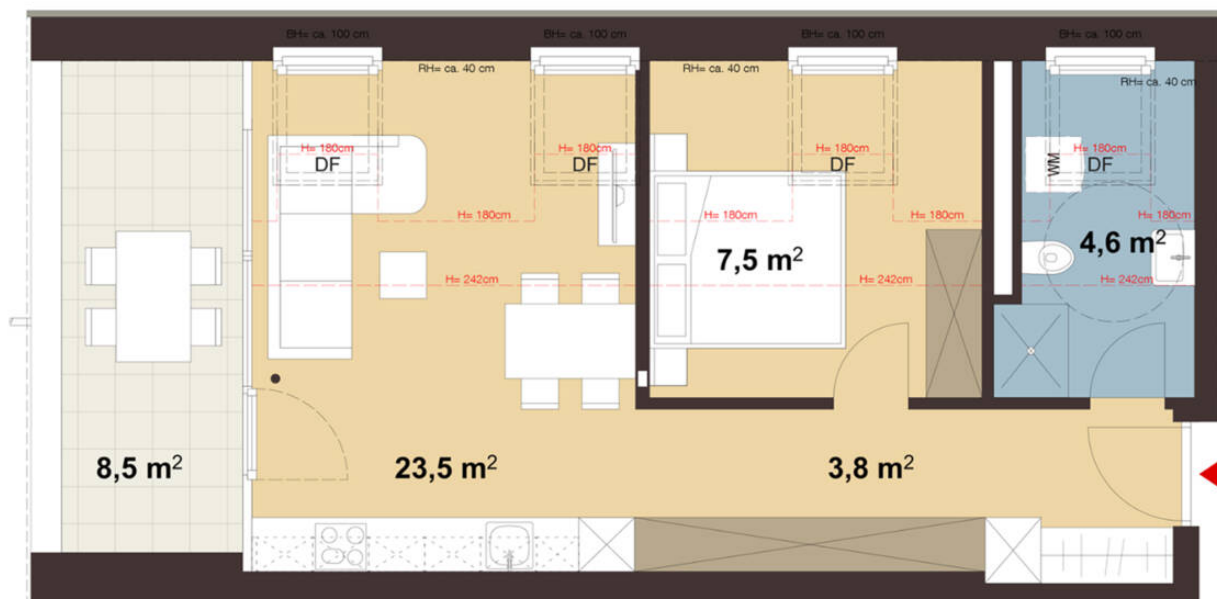 BH= ca. 100 cm
BH= ca. 100 cm
BH= ca. 100 cm
BH= ca. 100 cm
RH= ca. 40 cm
RH= ca. 40 cm
RH= ca. 40 cm
H= 180cm
H= 180cm
H= 180cm
H= 180cm
DF
DF
DF
WM
DF
H= 180cm
H= 180cm
H= 180cm
H= 180cm
7,5 m²
4,6 m²
H= 242cm
H= 242cm
H= 242cm
8,5 m²
23,5 m²
3,8 m²